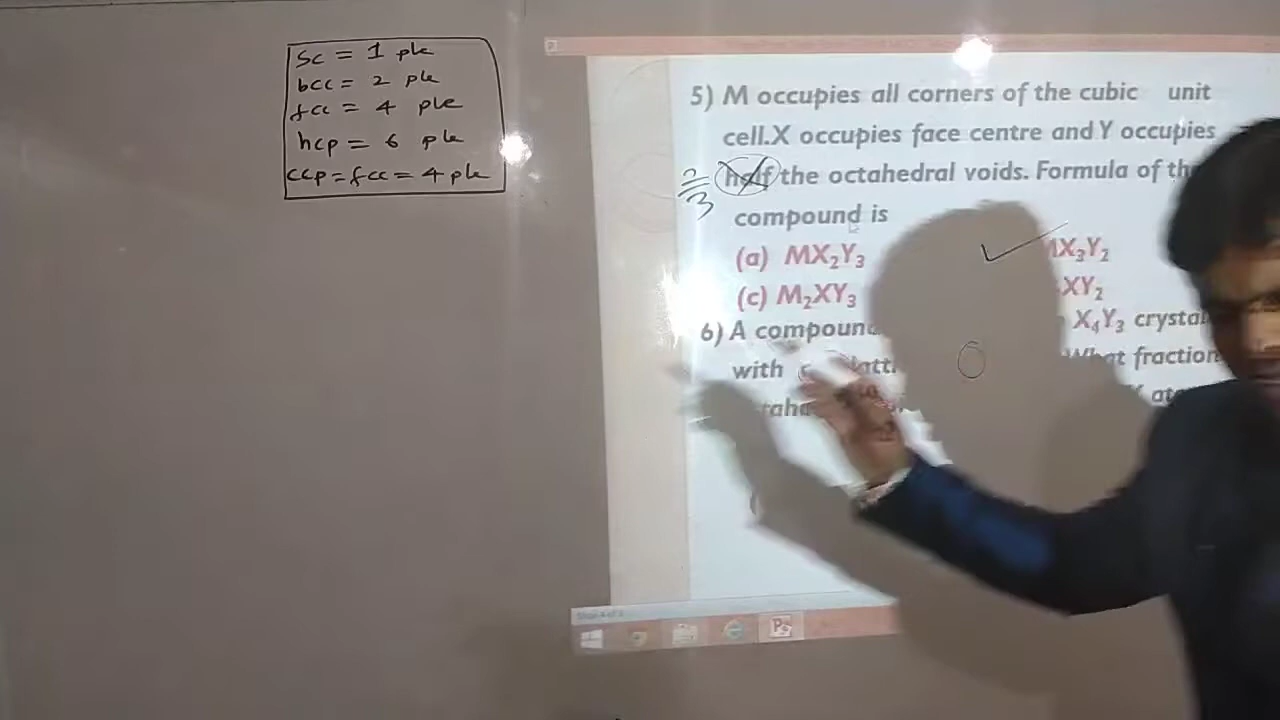 SC = 1 ple
bcc = 2 ple
fcc = 4 ple
hcp = 6 ple
ccp = fcc = 4 ple
5) M occupies all corners of the cubic unit
cell.X occupies face centre and Y occupies
2/3 half the octahedral voids. Formula of the
compound is
(a) MX₂Y₃ MX₃Y₂
(c) M₂XY₃ XY₂
6) A compound X₄Y₃ crystal
with What fraction